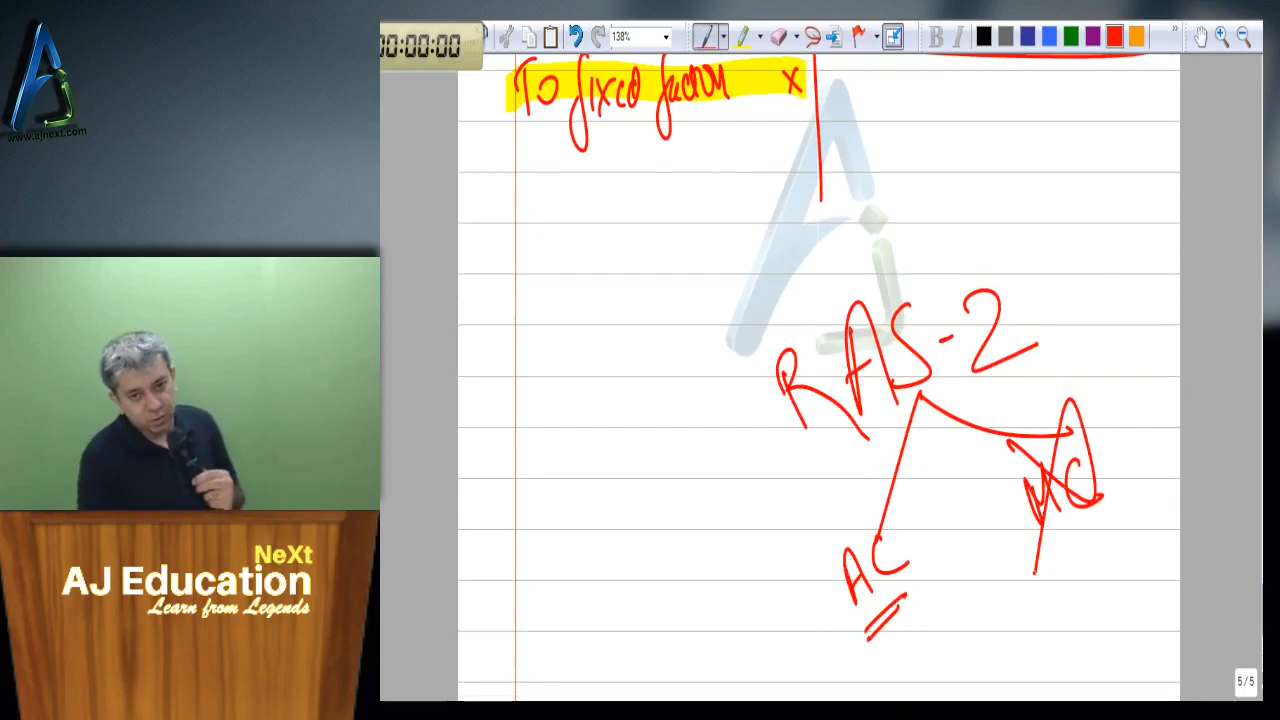 www.ajnext.com
00:00:00
138%
B I
To fixed factory x
RAS-2
AC
MC
5/5
NeXt
AJ Education
Learn from Legends